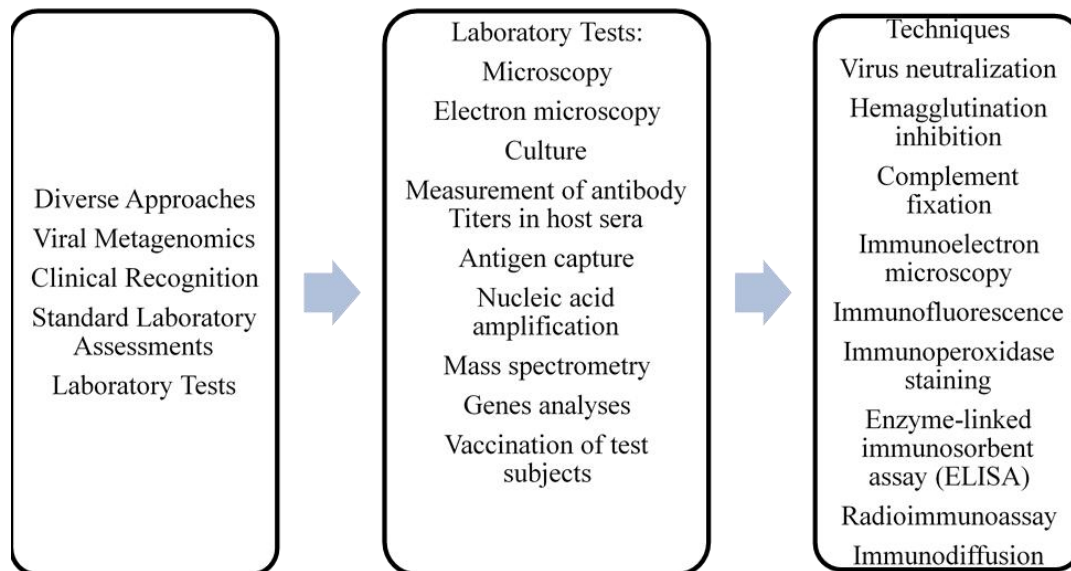 Diverse Approaches
Viral Metagenomics
Clinical Recognition
Standard Laboratory
Assessments
Laboratory Tests
Laboratory Tests:
Microscopy
Electron microscopy
Culture
Measurement of antibody
Titers in host sera
Antigen capture
Nucleic acid
amplification
Mass spectrometry
Genes analyses
Vaccination of test
subjects
Techniques
Virus neutralization
Hemagglutination
inhibition
Complement
fixation
Immunoelectron
microscopy
Immunofluorescence
Immunoperoxidase
staining
Enzyme-linked
immunosorbent
assay (ELISA)
Radioimmunoassay
Immunodiffusion